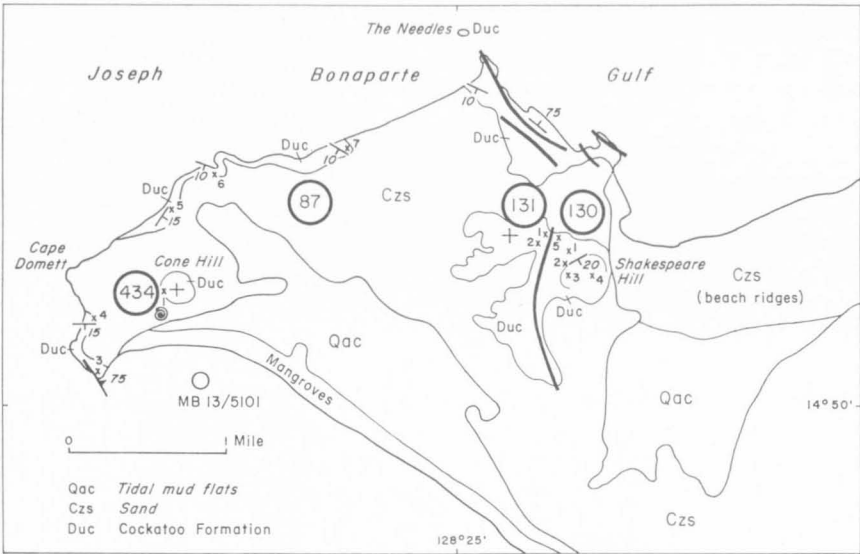 The Needles Duc
Joseph Bonaparte Gulf
10
75
Duc
Duc
10
7
10
6
Duc
5
15
87
Czs
131
130
1
2
5
1
2
20
3
4
Shakespeare
Hill
Cape
Domett
Cone Hill
434
Duc
Czs
(beach ridges)
Duc
Duc
4
15
Duc
3
75
Qac
Mangroves
Qac
MB 13/5101
14°50'
0 1 Mile
Qac Tidal mud flats
Czs Sand
Duc Cockatoo Formation
Czs
128°25'